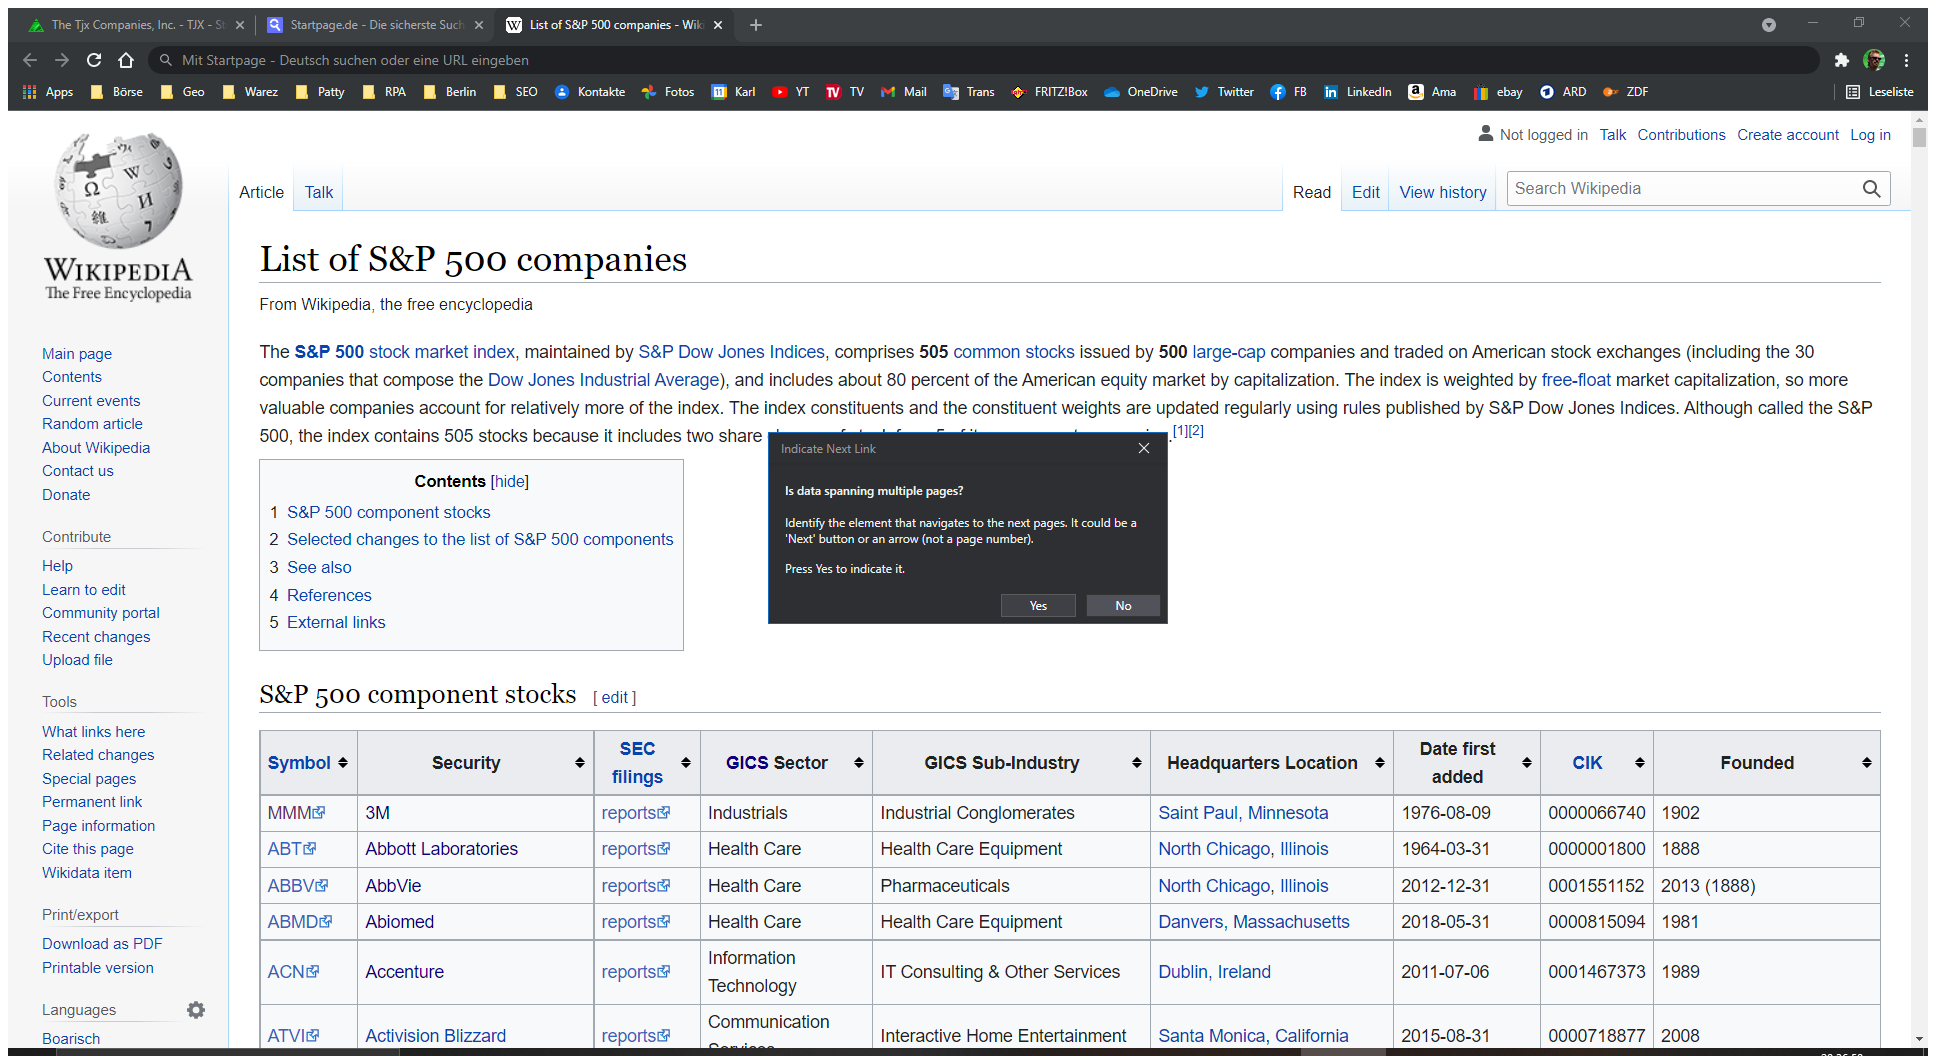 The Tjx Companies, Inc. - TJX - St
Startpage.de - Die sicherste Such
List of S&P 500 companies - Wiki
Mit Startpage - Deutsch suchen oder eine URL eingeben
Apps Börse Geo Warez Patty RPA Berlin SEO Kontakte Fotos Karl YT TV Mail Trans FRITZ!Box OneDrive Twitter FB LinkedIn Ama ebay ARD ZDF Leseliste
Not logged in Talk Contributions Create account Log in
Article Talk Read Edit View history Search Wikipedia
WIKIPEDIA
The Free Encyclopedia
Main page
Contents
Current events
Random article
About Wikipedia
Contact us
Donate
Contribute
Help
Learn to edit
Community portal
Recent changes
Upload file
Tools
What links here
Related changes
Special pages
Permanent link
Page information
Cite this page
Wikidata item
Print/export
Download as PDF
Printable version
Languages
Boarisch
List of S&P 500 companies
From Wikipedia, the free encyclopedia
The S&P 500 stock market index, maintained by S&P Dow Jones Indices, comprises 505 common stocks issued by 500 large-cap companies and traded on American stock exchanges (including the 30
companies that compose the Dow Jones Industrial Average), and includes about 80 percent of the American equity market by capitalization. The index is weighted by free-float market capitalization, so more
valuable companies account for relatively more of the index. The index constituents and the constituent weights are updated regularly using rules published by S&P Dow Jones Indices. Although called the S&P
500, the index contains 505 stocks because it includes two share .[1][2]
Contents [hide]
1 S&P 500 component stocks
2 Selected changes to the list of S&P 500 components
3 See also
4 References
5 External links
Indicate Next Link
Is data spanning multiple pages?
Identify the element that navigates to the next pages. It could be a
'Next' button or an arrow (not a page number).
Press Yes to indicate it.
Yes No
S&P 500 component stocks [ edit ]
Symbol Security SEC filings GICS Sector GICS Sub-Industry Headquarters Location Date first added CIK Founded
MMM 3M reports Industrials Industrial Conglomerates Saint Paul, Minnesota 1976-08-09 0000066740 1902
ABT Abbott Laboratories reports Health Care Health Care Equipment North Chicago, Illinois 1964-03-31 0000001800 1888
ABBV AbbVie reports Health Care Pharmaceuticals North Chicago, Illinois 2012-12-31 0001551152 2013 (1888)
ABMD Abiomed reports Health Care Health Care Equipment Danvers, Massachusetts 2018-05-31 0000815094 1981
ACN Accenture reports Information Technology IT Consulting & Other Services Dublin, Ireland 2011-07-06 0001467373 1989
ATVI Activision Blizzard reports Communication Interactive Home Entertainment Santa Monica, California 2015-08-31 0000718877 2008